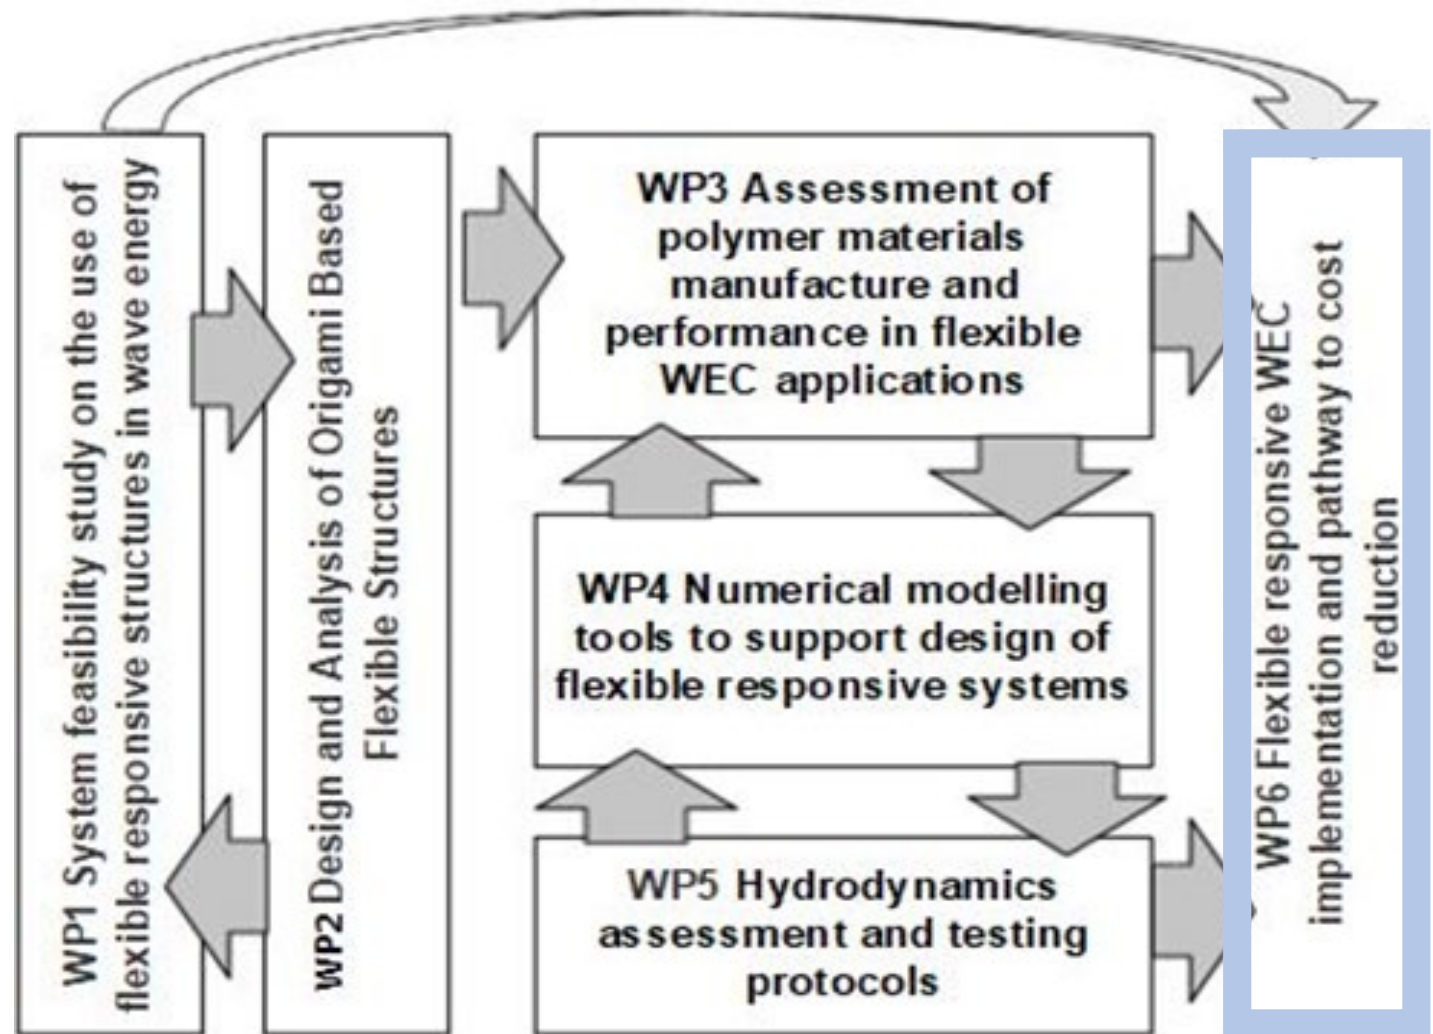 WP1 System feasibility study on the use of
flexible responsive structures in wave energy
WP2 Design and Analysis of Origami Based
Flexible Structures
WP3 Assessment of
polymer materials
manufacture and
performance in flexible
WEC applications
WP4 Numerical modelling
tools to support design of
flexible responsive systems
WP5 Hydrodynamics
assessment and testing
protocols
WP6 Flexible responsive WEC
implementation and pathway to cost
reduction